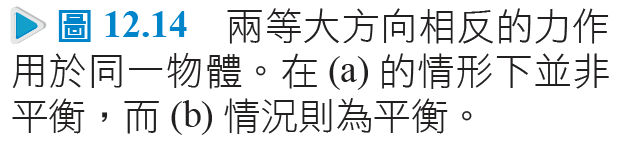 圖 12.14 兩等大方向相反的力作
用於同一物體。在 (a) 的情形下並非
平衡，而 (b) 情況則為平衡。